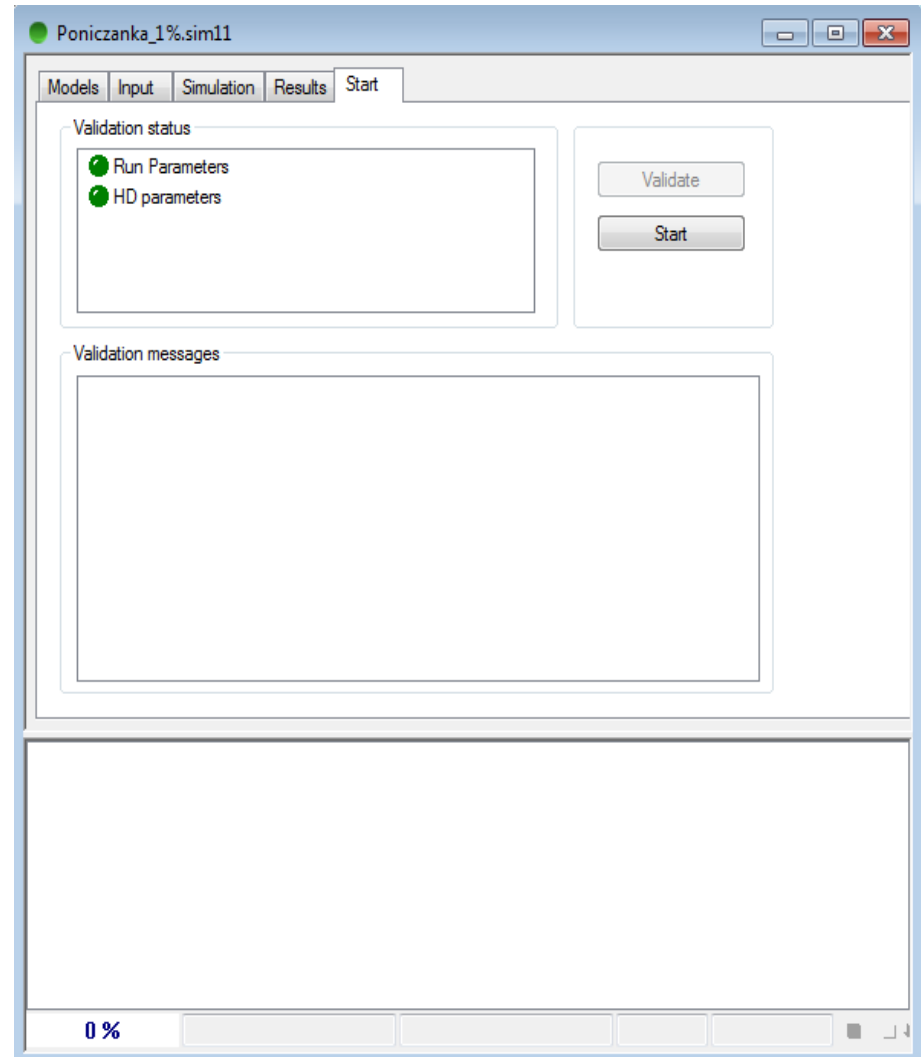 Poniczanka_1%.sim11
Models Input Simulation Results Start
Validation status
Run Parameters
HD parameters
Validate
Start
Validation messages
0 %